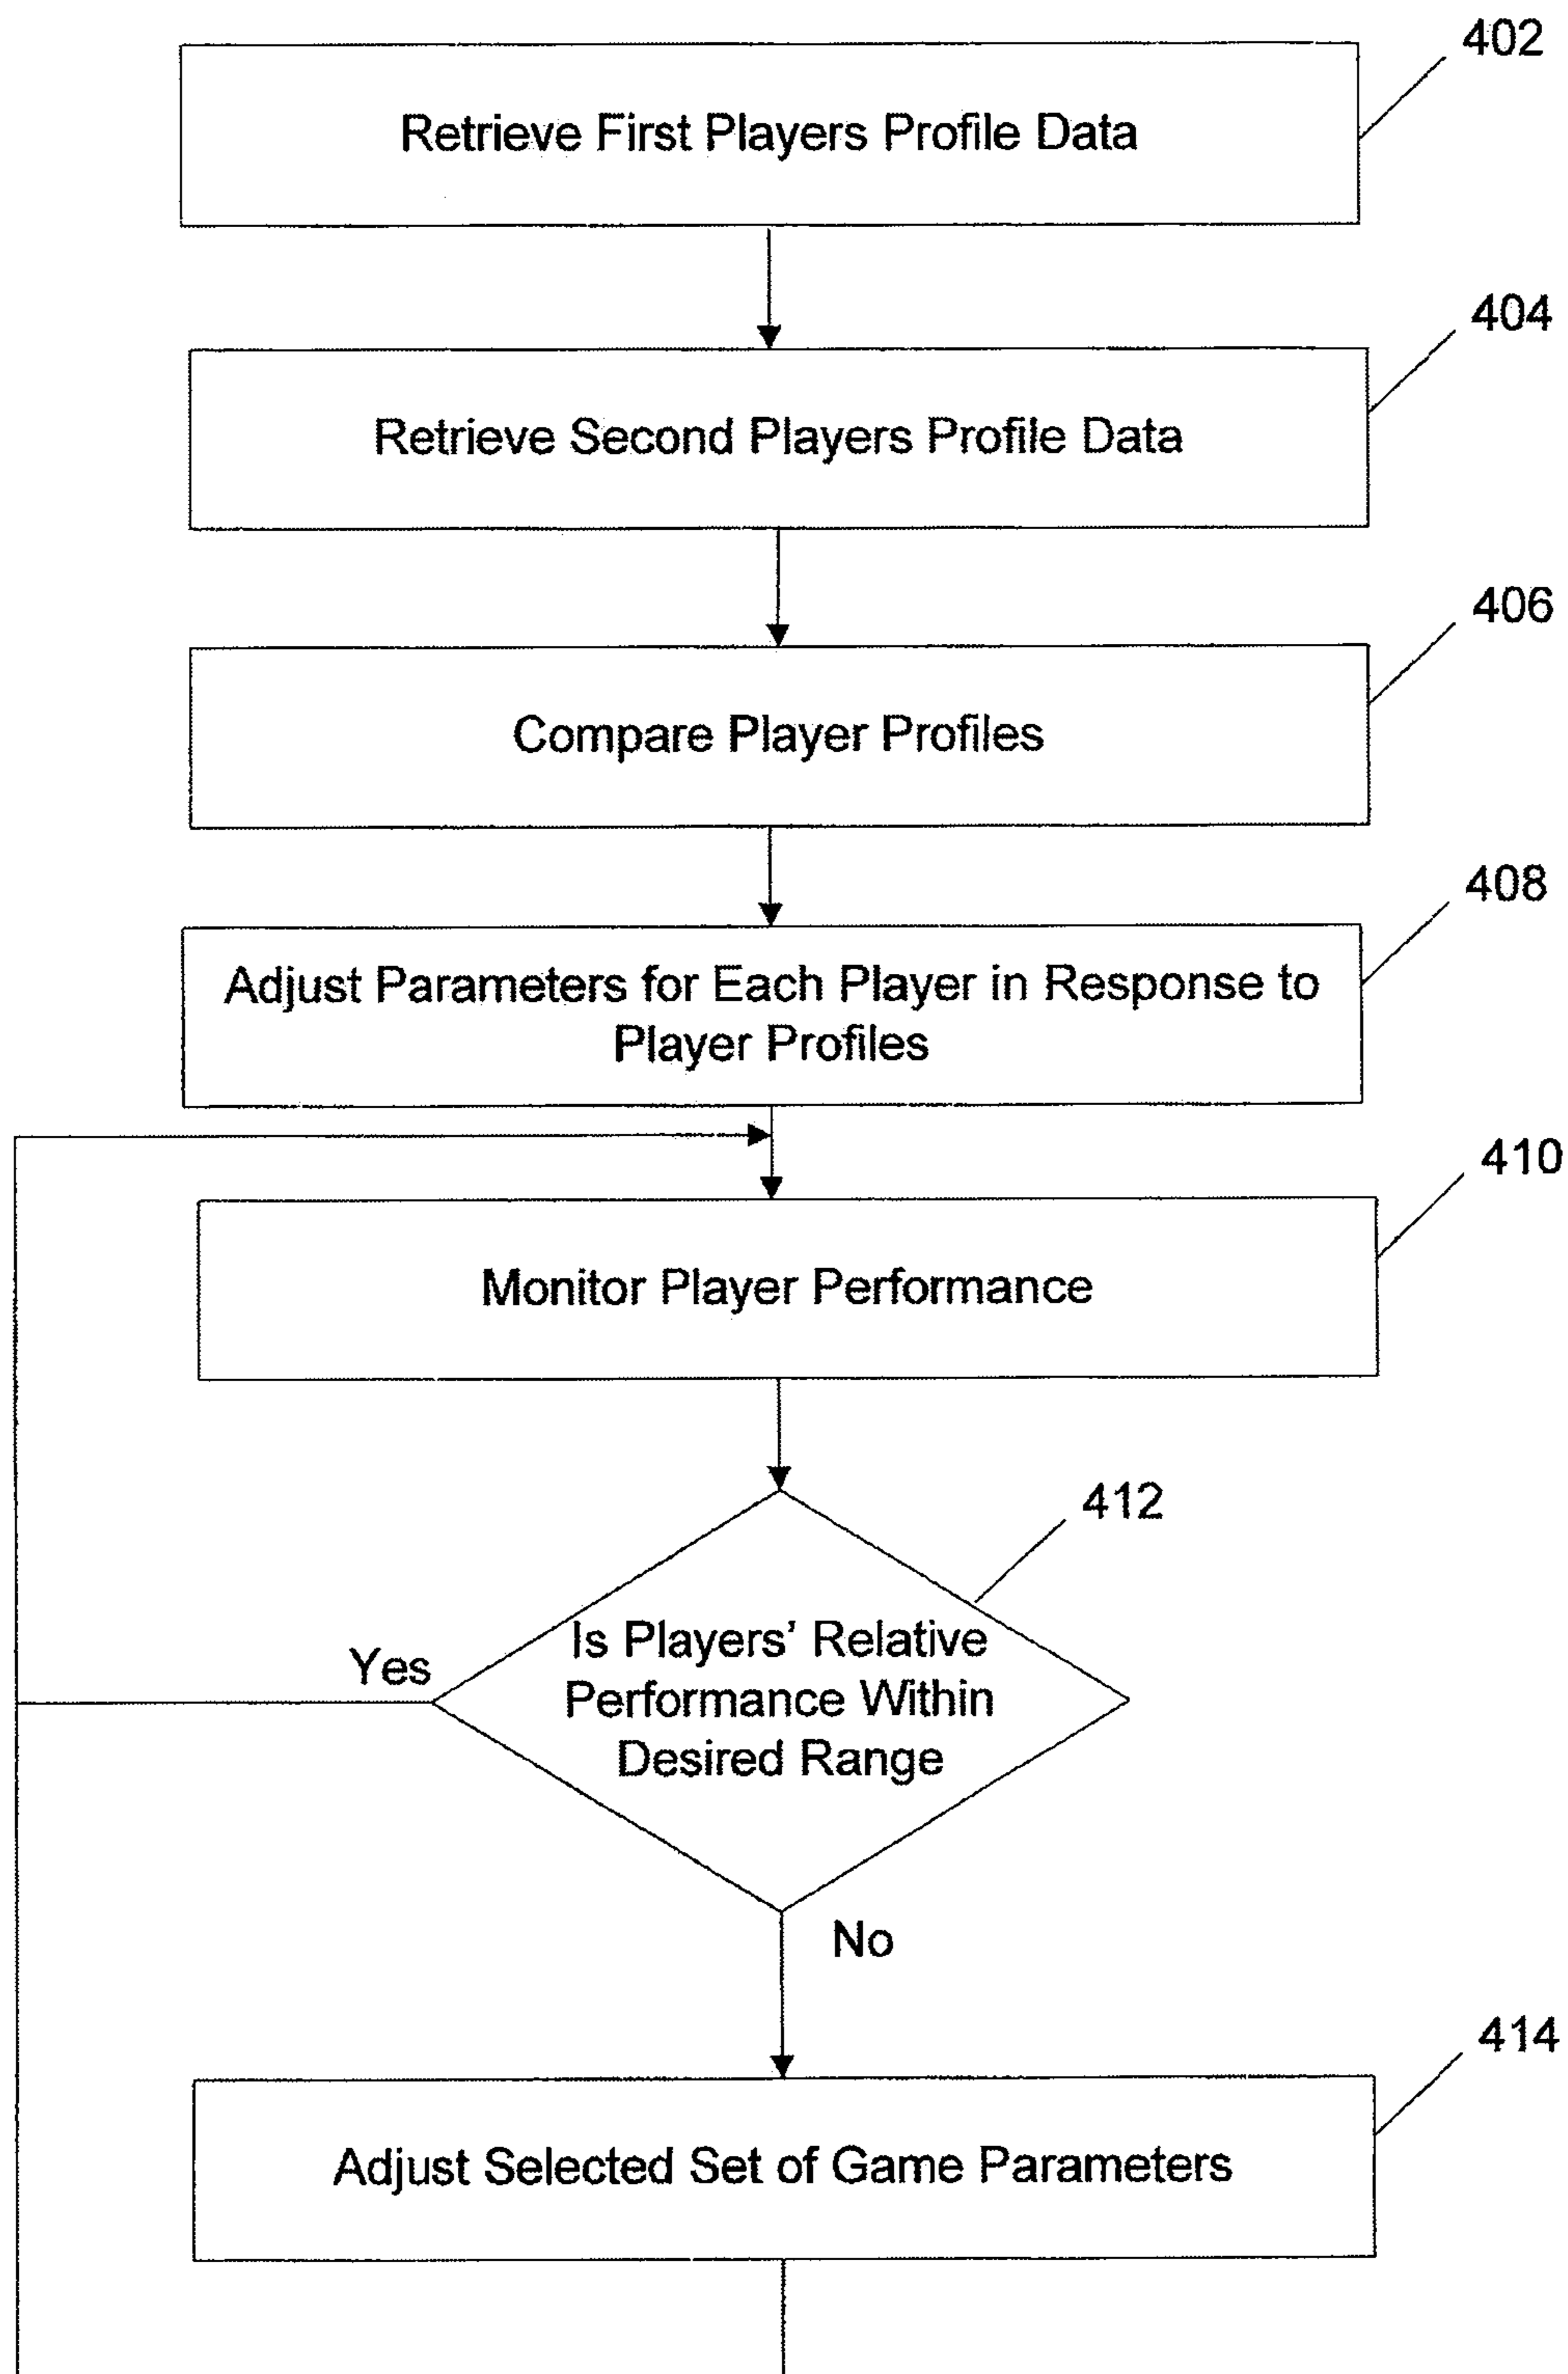 402
Retrieve First Players Profile Data
404
Retrieve Second Players Profile Data
406
Compare Player Profiles
408
Adjust Parameters for Each Player in Response to
Player Profiles
410
Monitor Player Performance
412
Is Players’ Relative
Performance Within
Desired Range
Yes
No
414
Adjust Selected Set of Game Parameters